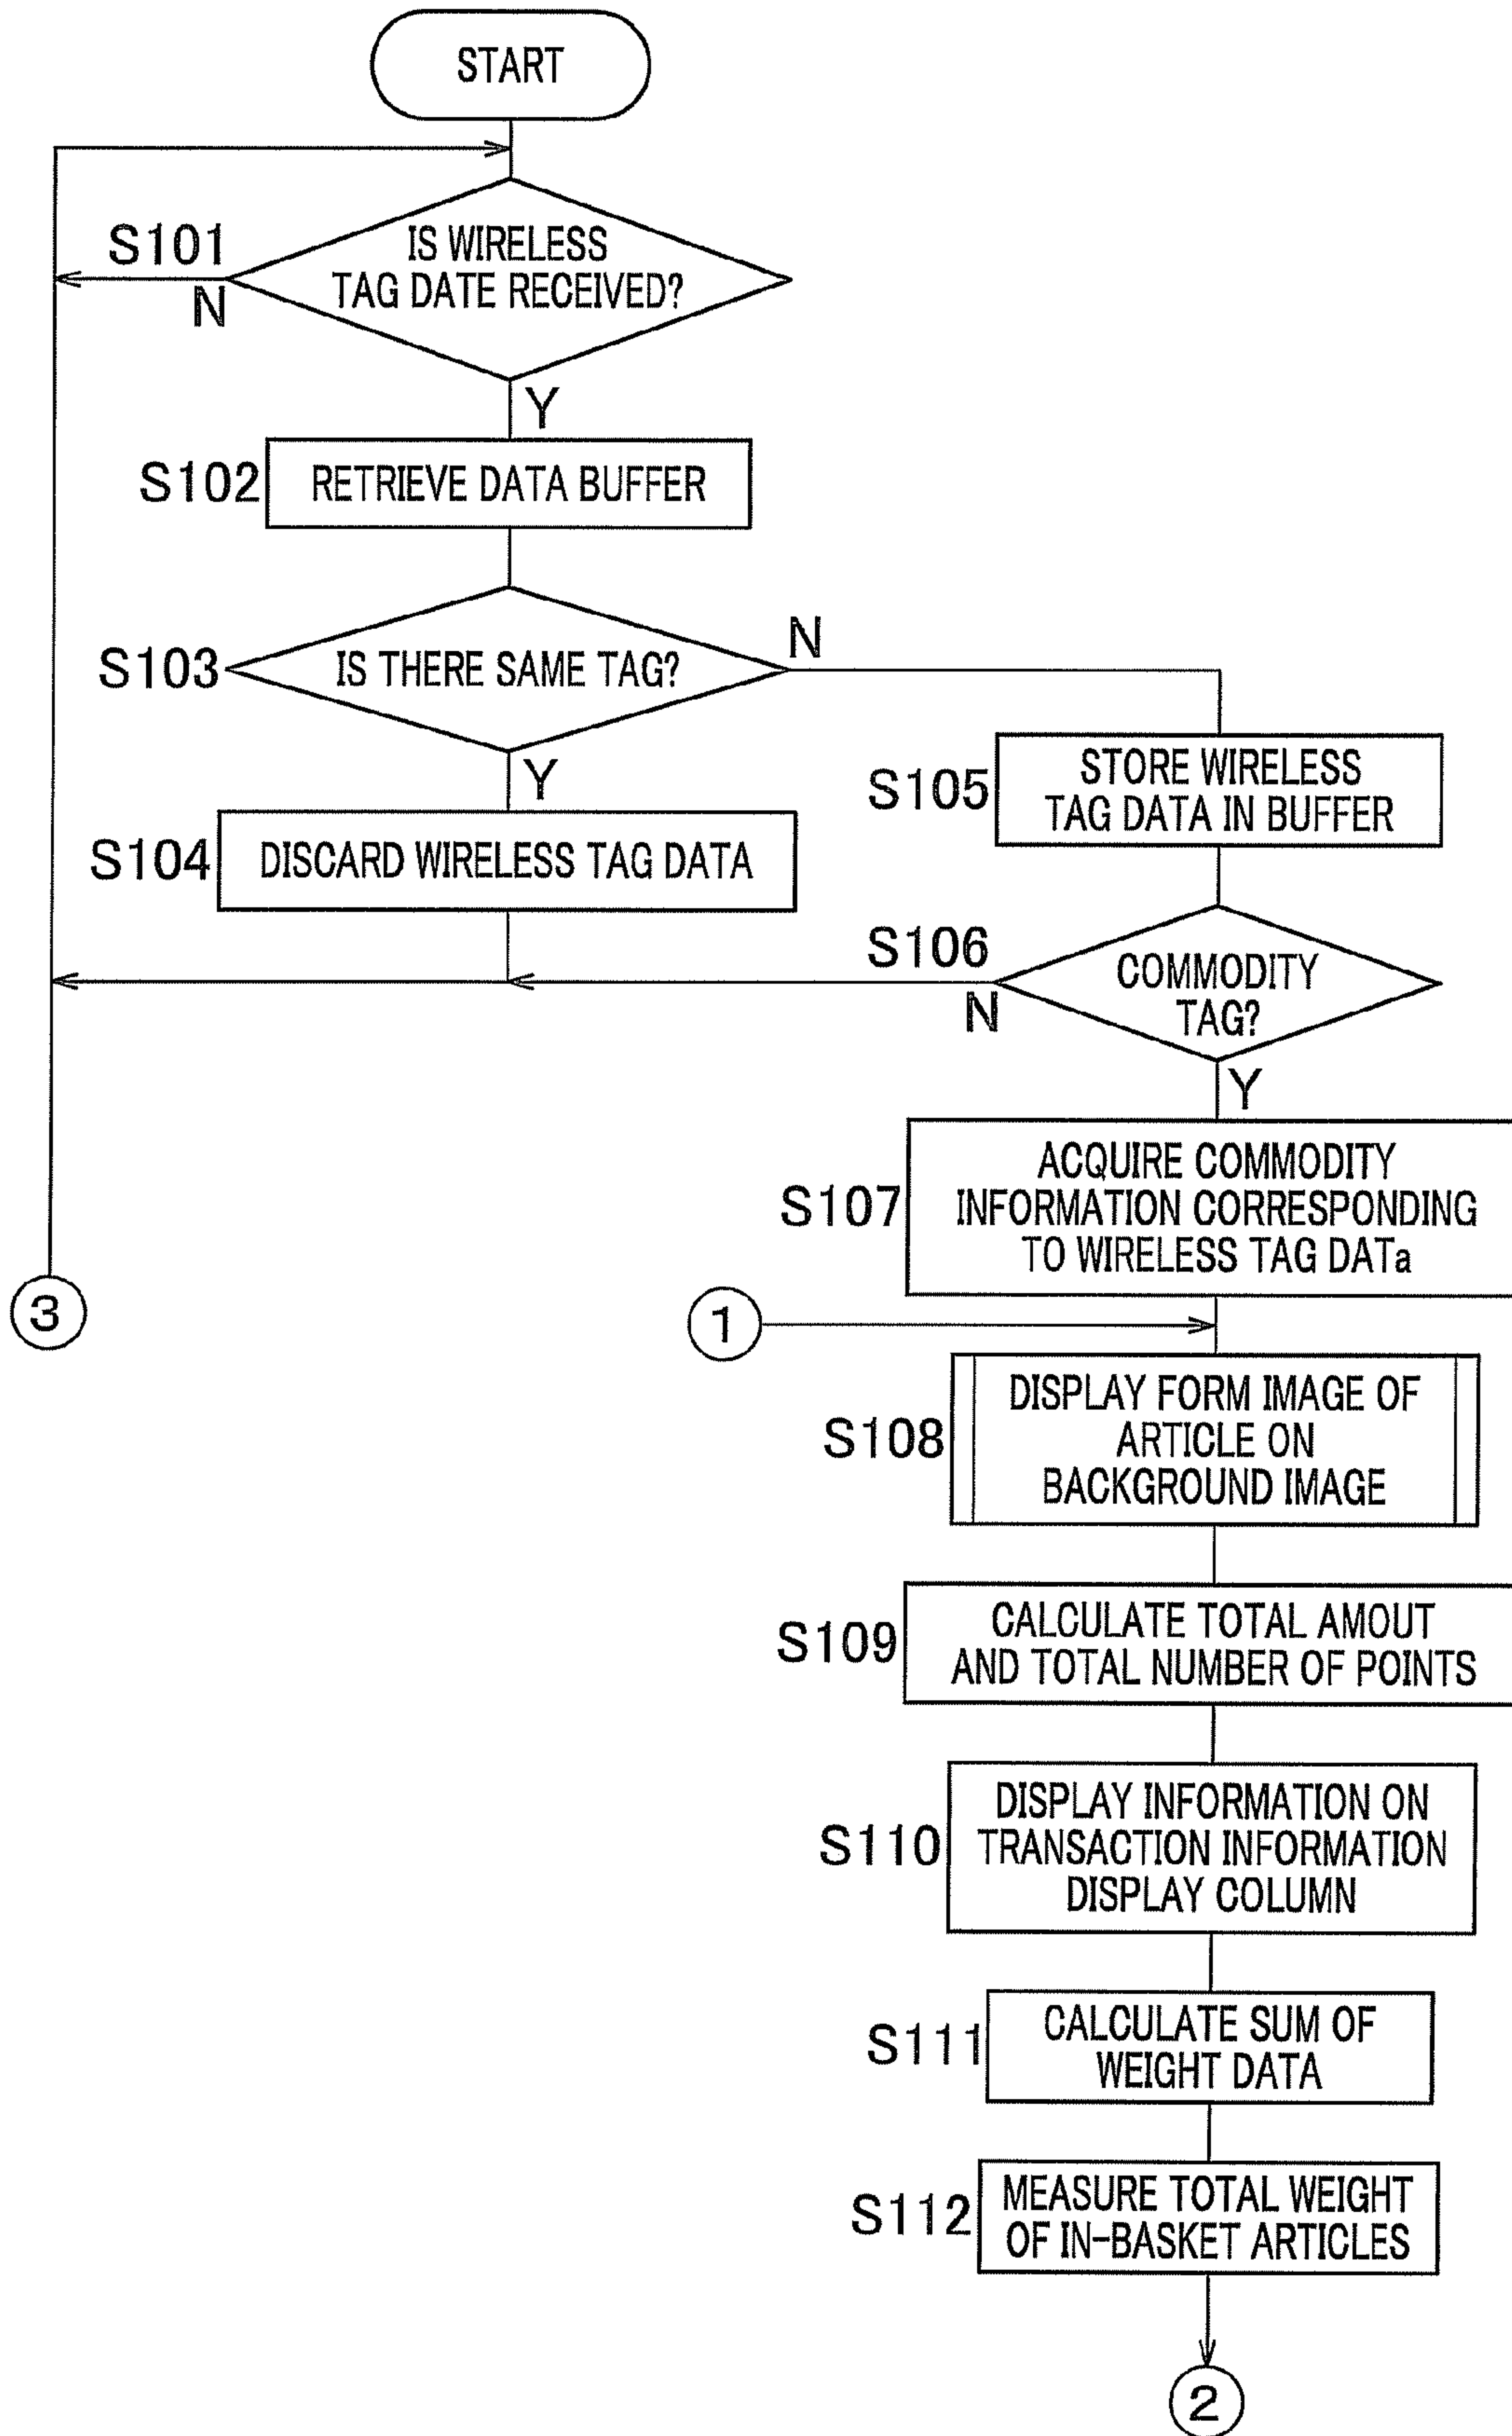 START
S101
IS WIRELESS
TAG DATE RECEIVED?
N
Y
S102
RETRIEVE DATA BUFFER
S103
IS THERE SAME TAG?
N
Y
S104
DISCARD WIRELESS TAG DATA
S105
STORE WIRELESS
TAG DATA IN BUFFER
S106
COMMODITY
TAG?
N
Y
S107
ACQUIRE COMMODITY
INFORMATION CORRESPONDING
TO WIRELESS TAG DATa
3
1
S108
DISPLAY FORM IMAGE OF
ARTICLE ON
BACKGROUND IMAGE
S109
CALCULATE TOTAL AMOUT
AND TOTAL NUMBER OF POINTS
S110
DISPLAY INFORMATION ON
TRANSACTION INFORMATION
DISPLAY COLUMN
S111
CALCULATE SUM OF
WEIGHT DATA
S112
MEASURE TOTAL WEIGHT
OF IN-BASKET ARTICLES
2